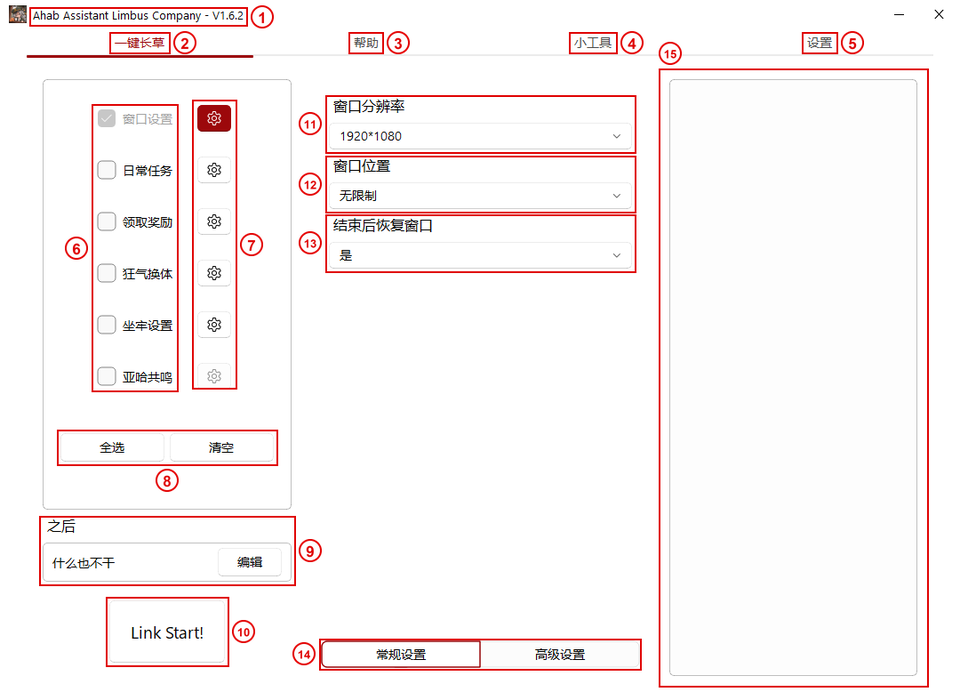 Ahab Assistant Limbus Company - V1.6.2 1
一键长草 2
帮助 3
小工具 4
设置 5
15
窗口设置
日常任务
领取奖励
狂气换体
坐牢设置
亚哈共鸣
6
7
全选 清空
8
之后
什么也不干 编辑
9
Link Start!
10
窗口分辨率
1920*1080
11
窗口位置
无限制
12
结束后恢复窗口
是
13
14 常规设置 高级设置